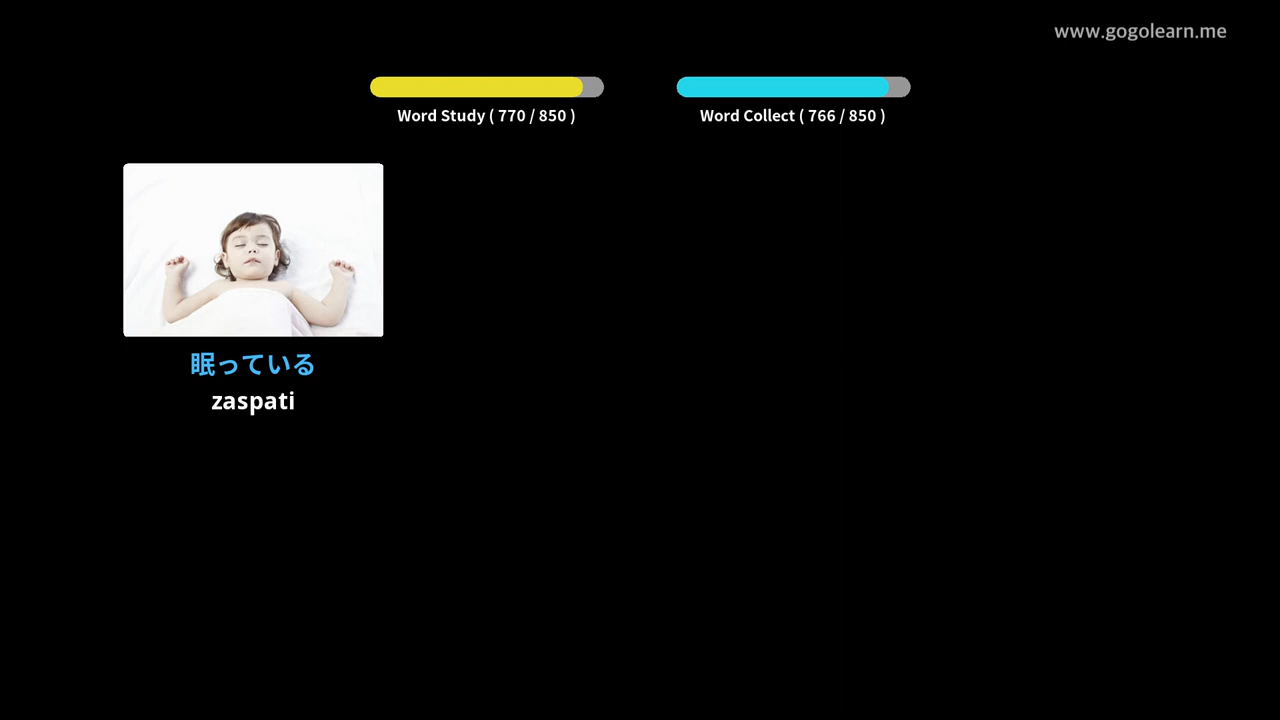 www.gogolearn.me
Word Study ( 770 / 850 )
Word Collect ( 766 / 850 )
眠っている
zaspati